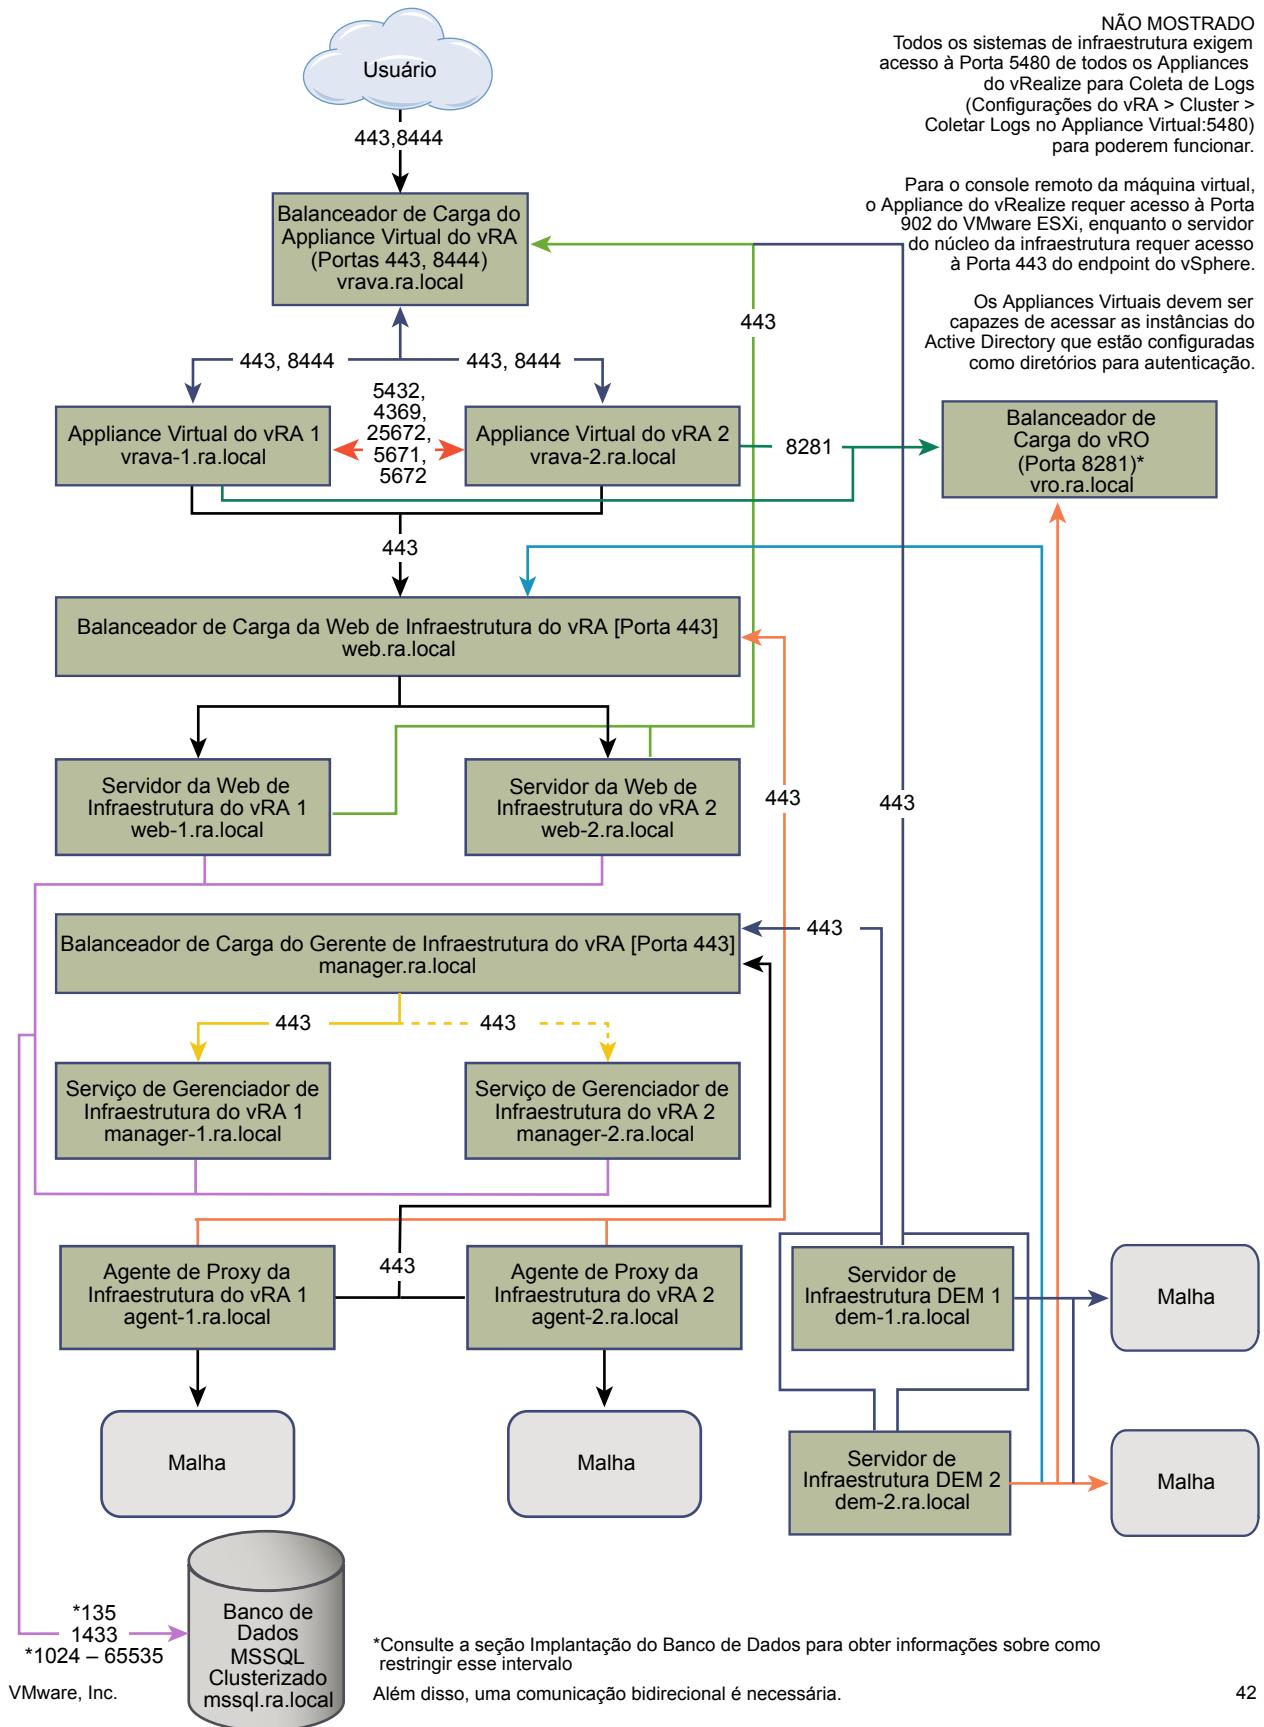 NÃO MOSTRADO
Todos os sistemas de infraestrutura exigem
acesso à Porta 5480 de todos os Appliances
do vRealize para Coleta de Logs
(Configurações do vRA > Cluster >
Coletar Logs no Appliance Virtual:5480)
para poderem funcionar.
Para o console remoto da máquina virtual,
o Appliance do vRealize requer acesso à Porta
902 do VMware ESXi, enquanto o servidor
do núcleo da infraestrutura requer acesso
à Porta 443 do endpoint do vSphere.
Os Appliances Virtuais devem ser
capazes de acessar as instâncias do
Active Directory que estão configuradas
como diretórios para autenticação.
Usuário
443,8444
Balanceador de Carga do
Appliance Virtual do vRA
(Portas 443, 8444)
vrava.ra.local
443
443, 8444
443, 8444
Appliance Virtual do vRA 1
vrava-1.ra.local
5432,
4369,
25672,
5671,
5672
Appliance Virtual do vRA 2
vrava-2.ra.local
8281
Balanceador de
Carga do vRO
(Porta 8281)*
vro.ra.local
443
Balanceador de Carga da Web de Infraestrutura do vRA [Porta 443]
web.ra.local
Servidor da Web de
Infraestrutura do vRA 1
web-1.ra.local
Servidor da Web de
Infraestrutura do vRA 2
web-2.ra.local
443
443
Balanceador de Carga do Gerente de Infraestrutura do vRA [Porta 443]
manager.ra.local
443
443
443
Serviço de Gerenciador de
Infraestrutura do vRA 1
manager-1.ra.local
Serviço de Gerenciador de
Infraestrutura do vRA 2
manager-2.ra.local
Agente de Proxy da
Infraestrutura do vRA 1
agent-1.ra.local
443
Agente de Proxy da
Infraestrutura do vRA 2
agent-2.ra.local
Servidor de
Infraestrutura DEM 1
dem-1.ra.local
Malha
Malha
Malha
Servidor de
Infraestrutura DEM 2
dem-2.ra.local
Malha
*135
1433
*1024 – 65535
Banco de
Dados
MSSQL
Clusterizado
mssql.ra.local
*Consulte a seção Implantação do Banco de Dados para obter informações sobre como
restringir esse intervalo
Além disso, uma comunicação bidirecional é necessária.
VMware, Inc.
42